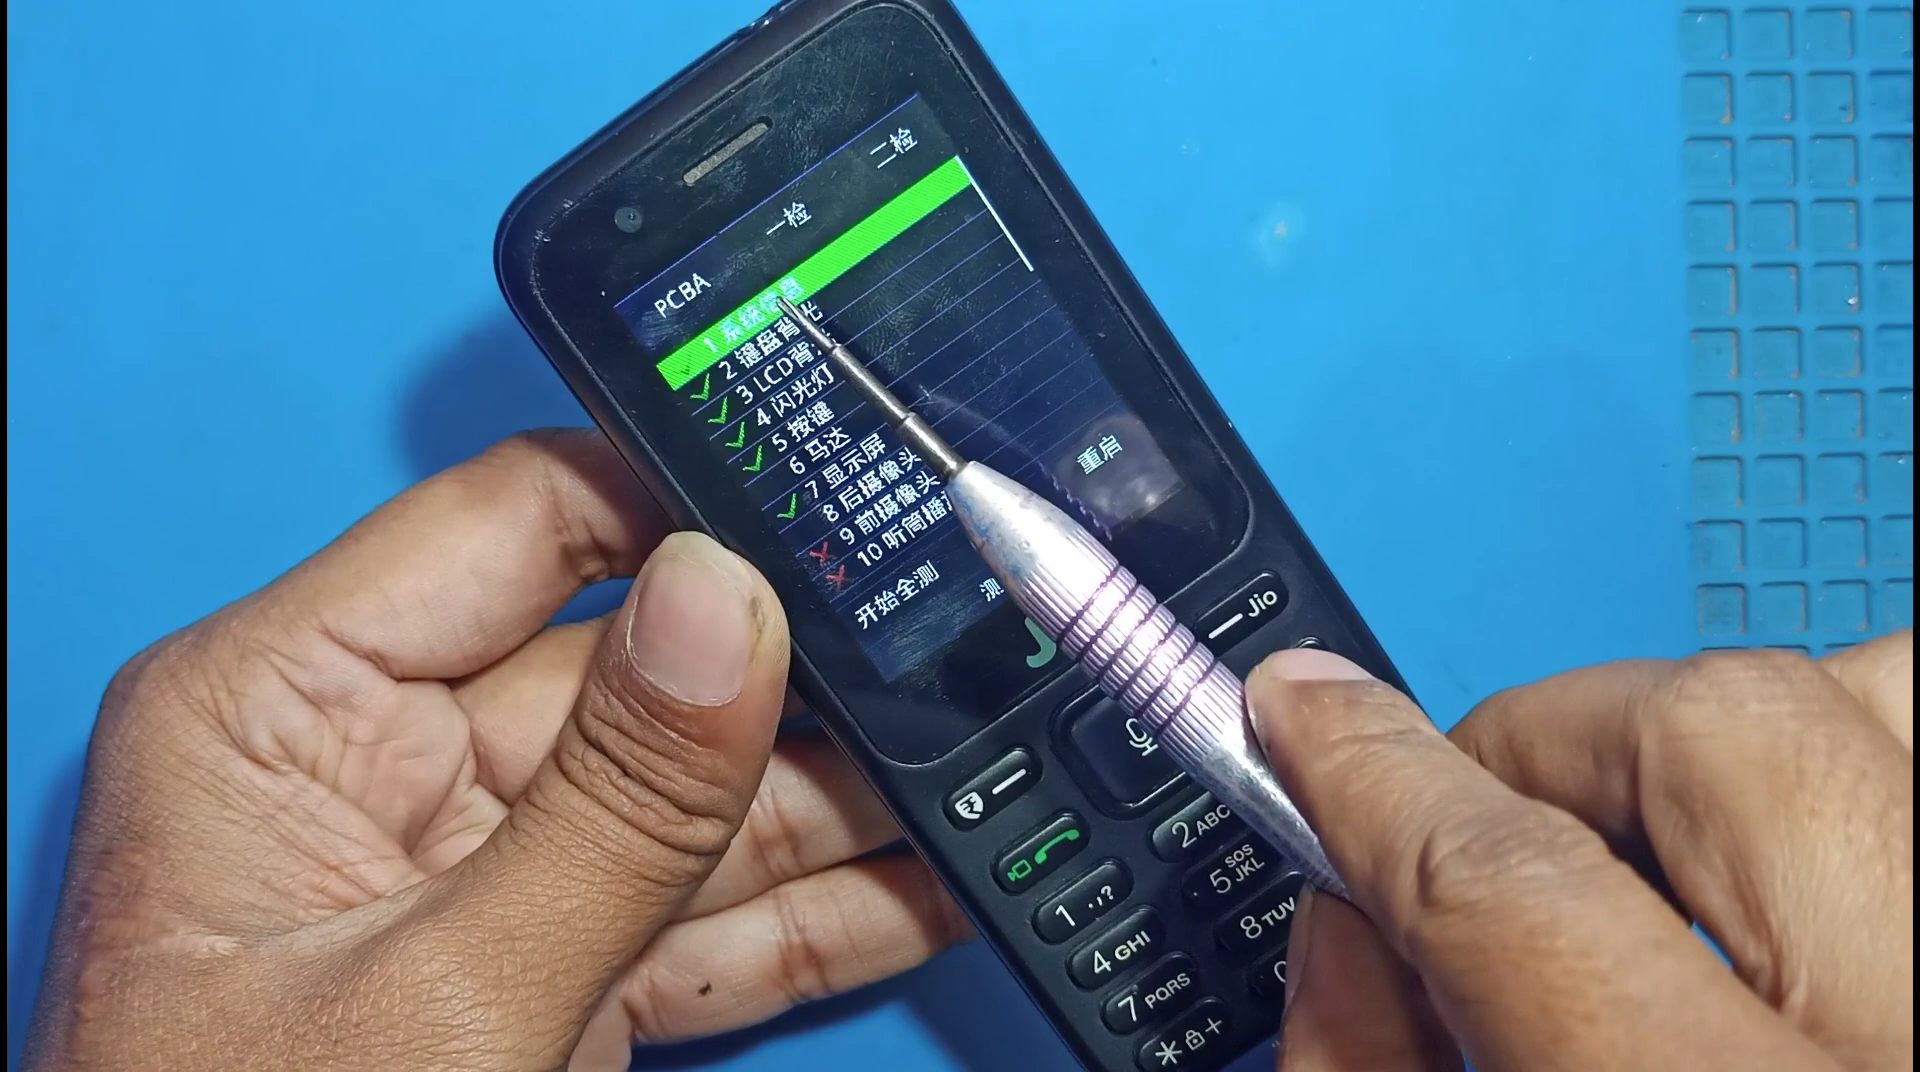 PCBA 一检 二检
1 系统信息
2 键盘背光
3 LCD背
4 闪光灯
5 按键
6 马达
7 显示屏
8 后摄像头
9 前摄像头
10 听筒播
开始全测 测 重启
J
Jio
2 ABC
SOS
5 JKL
1 .,?
8 TUV
4 GHI
7 PQRS
* +